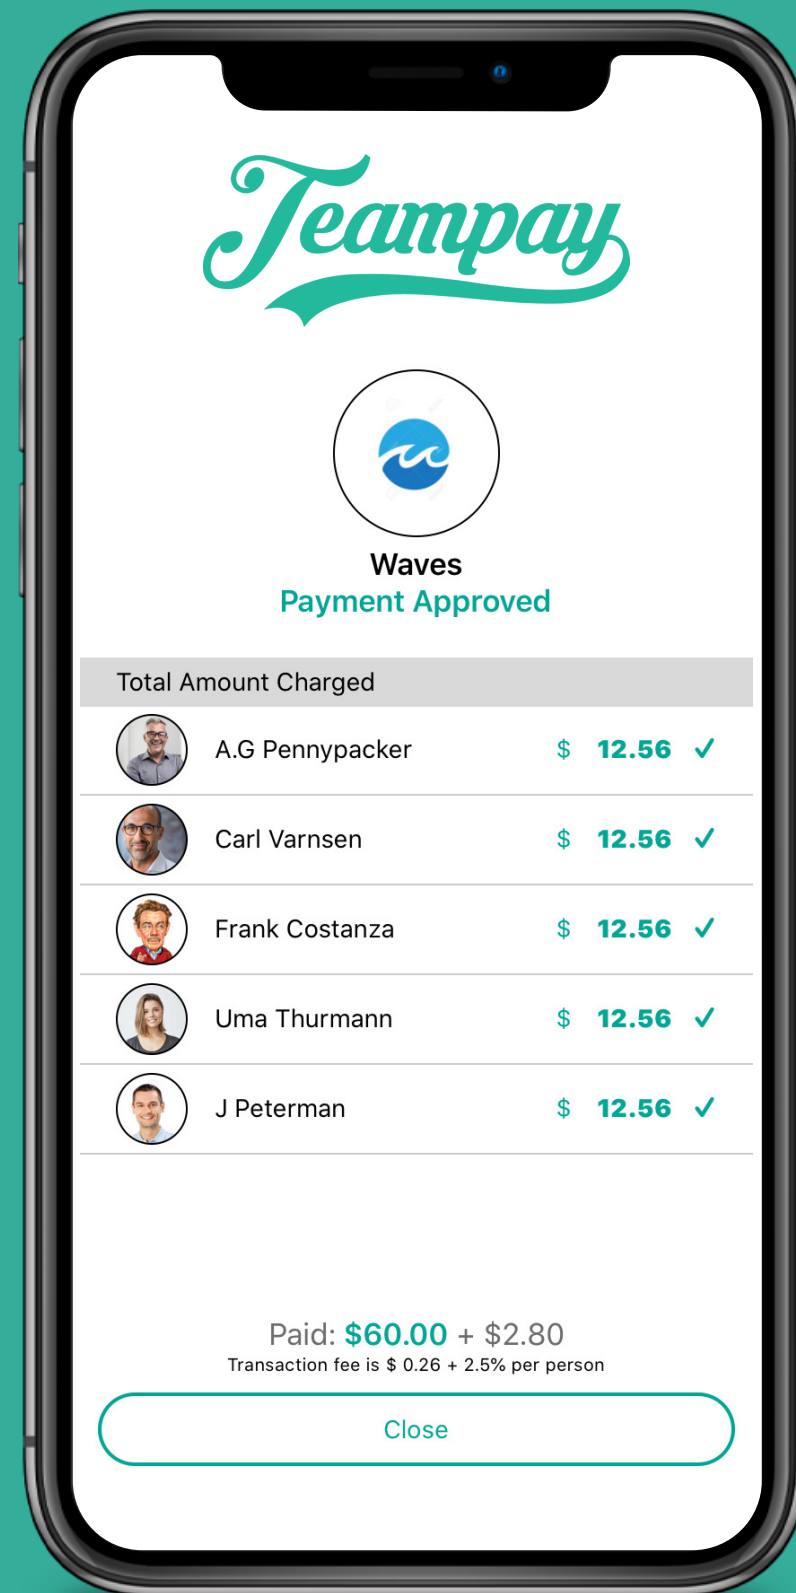 Teampay
Waves
Payment Approved
Total Amount Charged
A.G Pennypacker $ 12.56 ✓
Carl Varnsen $ 12.56 ✓
Frank Costanza $ 12.56 ✓
Uma Thurmann $ 12.56 ✓
J Peterman $ 12.56 ✓
Paid: $60.00 + $2.80
Transaction fee is $ 0.26 + 2.5% per person
Close